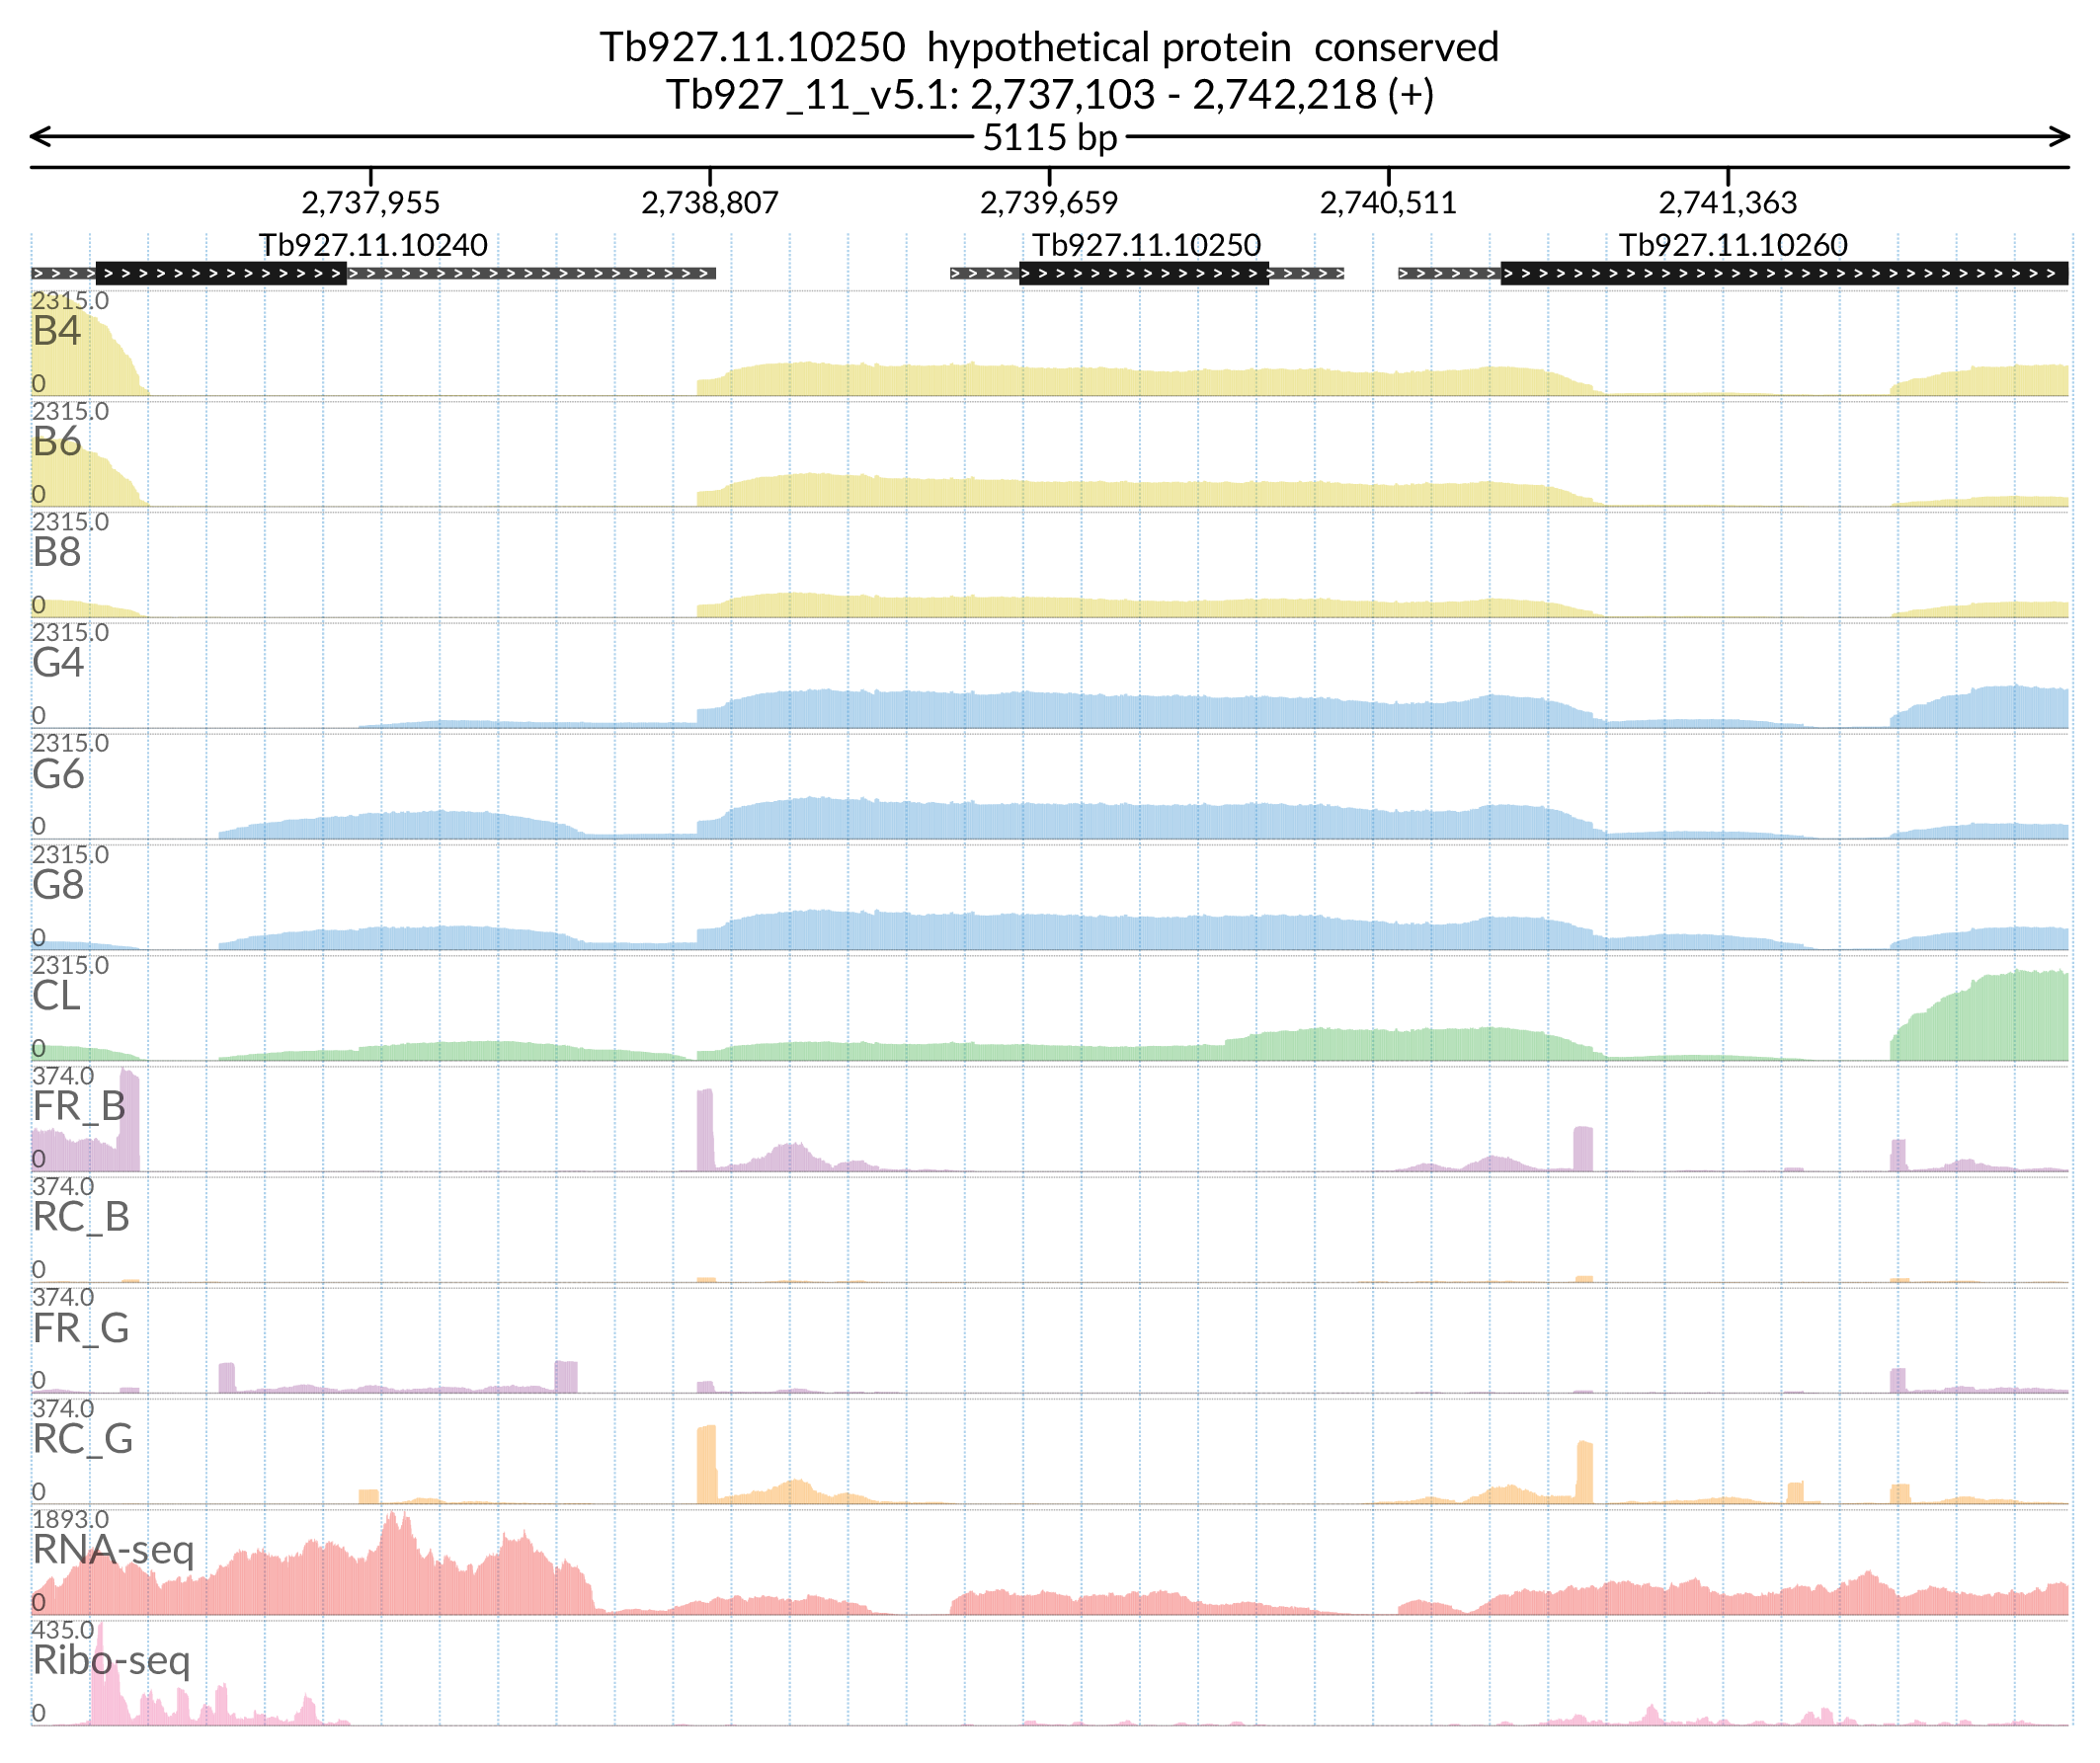 Tb927.11.10250 hypothetical protein conserved
Tb927_11_v5.1: 2,737,103 - 2,742,218 (+)
5115 bp
2,737,955 2,738,807 2,739,659 2,740,511 2,741,363
Tb927.11.10240 Tb927.11.10250 Tb927.11.10260
2315.0
B4
0
2315.0
B6
0
2315.0
B8
0
2315.0
G4
0
2315.0
G6
0
2315.0
G8
0
2315.0
CL
0
374.0
FR_B
0
374.0
RC_B
0
374.0
FR_G
0
374.0
RC_G
0
1893.0
RNA-seq
0
435.0
Ribo-seq
0